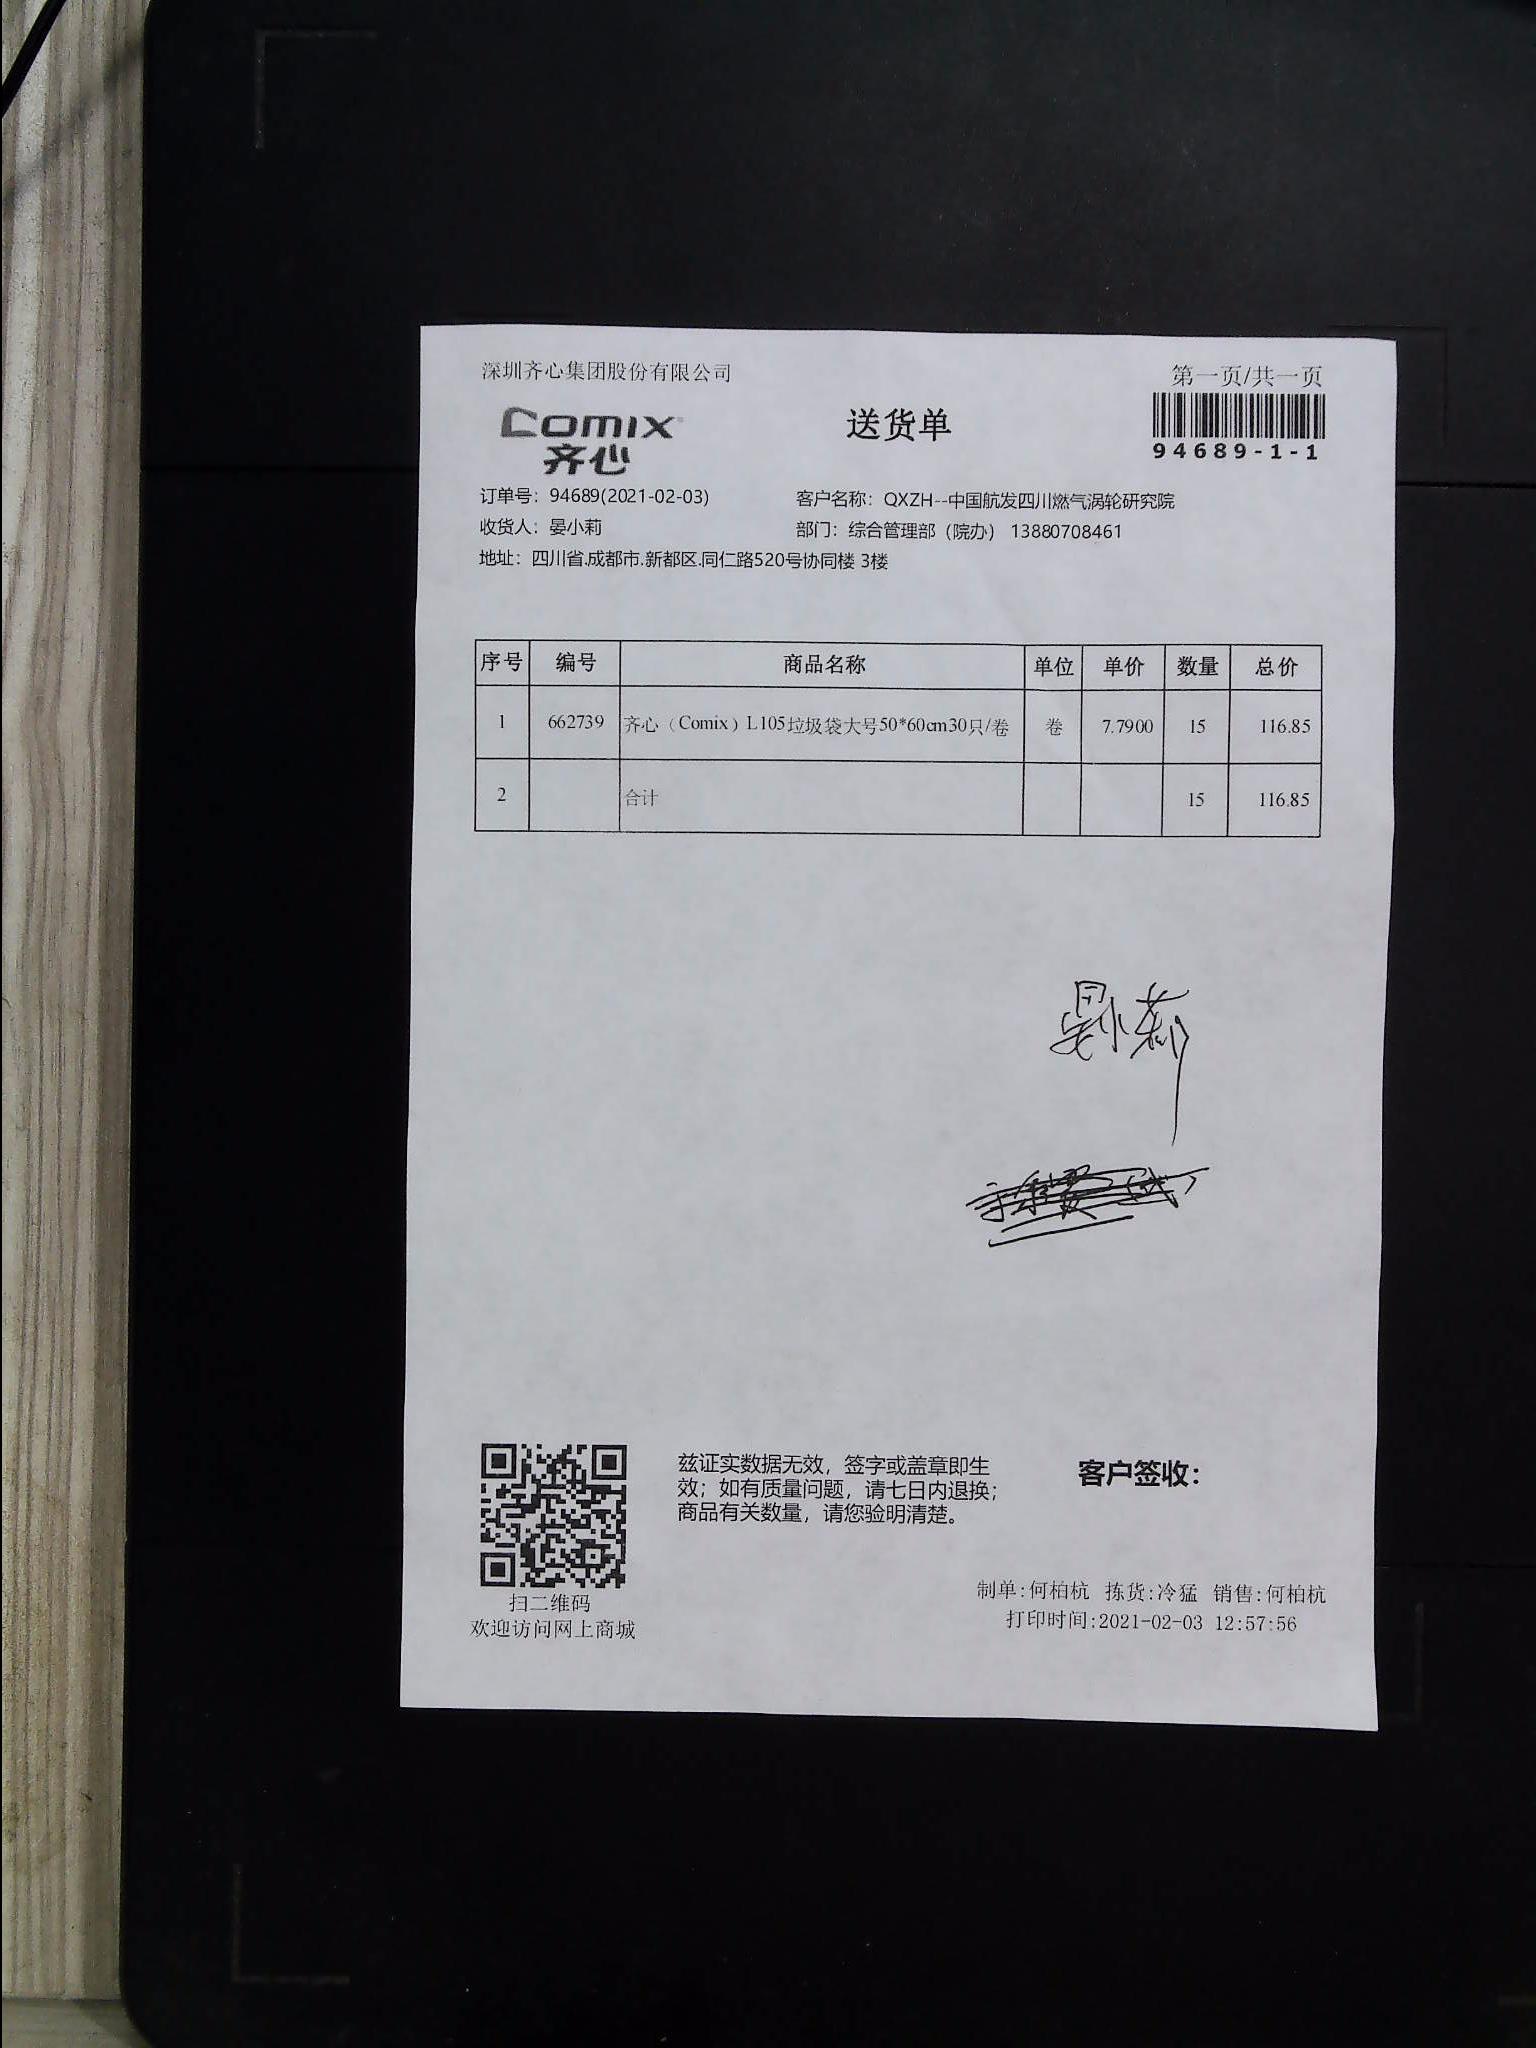 深圳齐心集团股份有限公司
第一页/共一页
comix
齐心
送货单
94689-1-1
订单号：94689(2021-02-03)
客户名称：QXZH--中国航发四川燃气涡轮研究院
收货人：晏小莉
部门：综合管理部（院办） 13880708461
地址：四川省.成都市.新都区.同仁路520号协同楼 3楼
序号 编号 商品名称 单位 单价 数量 总价
1 662739 齐心（Comix）L105垃圾袋大号50*60cm30只/卷 卷 7.7900 15 116.85
2 合计 15 116.85
晏小莉
兹证实数据无效，签字或盖章即生
效；如有质量问题，请七日内退换；
商品有关数量，请您验明清楚。
客户签收：
扫二维码
欢迎访问网上商城
制单:何柏杭 拣货:冷猛 销售:何柏杭
打印时间:2021-02-03 12:57:56